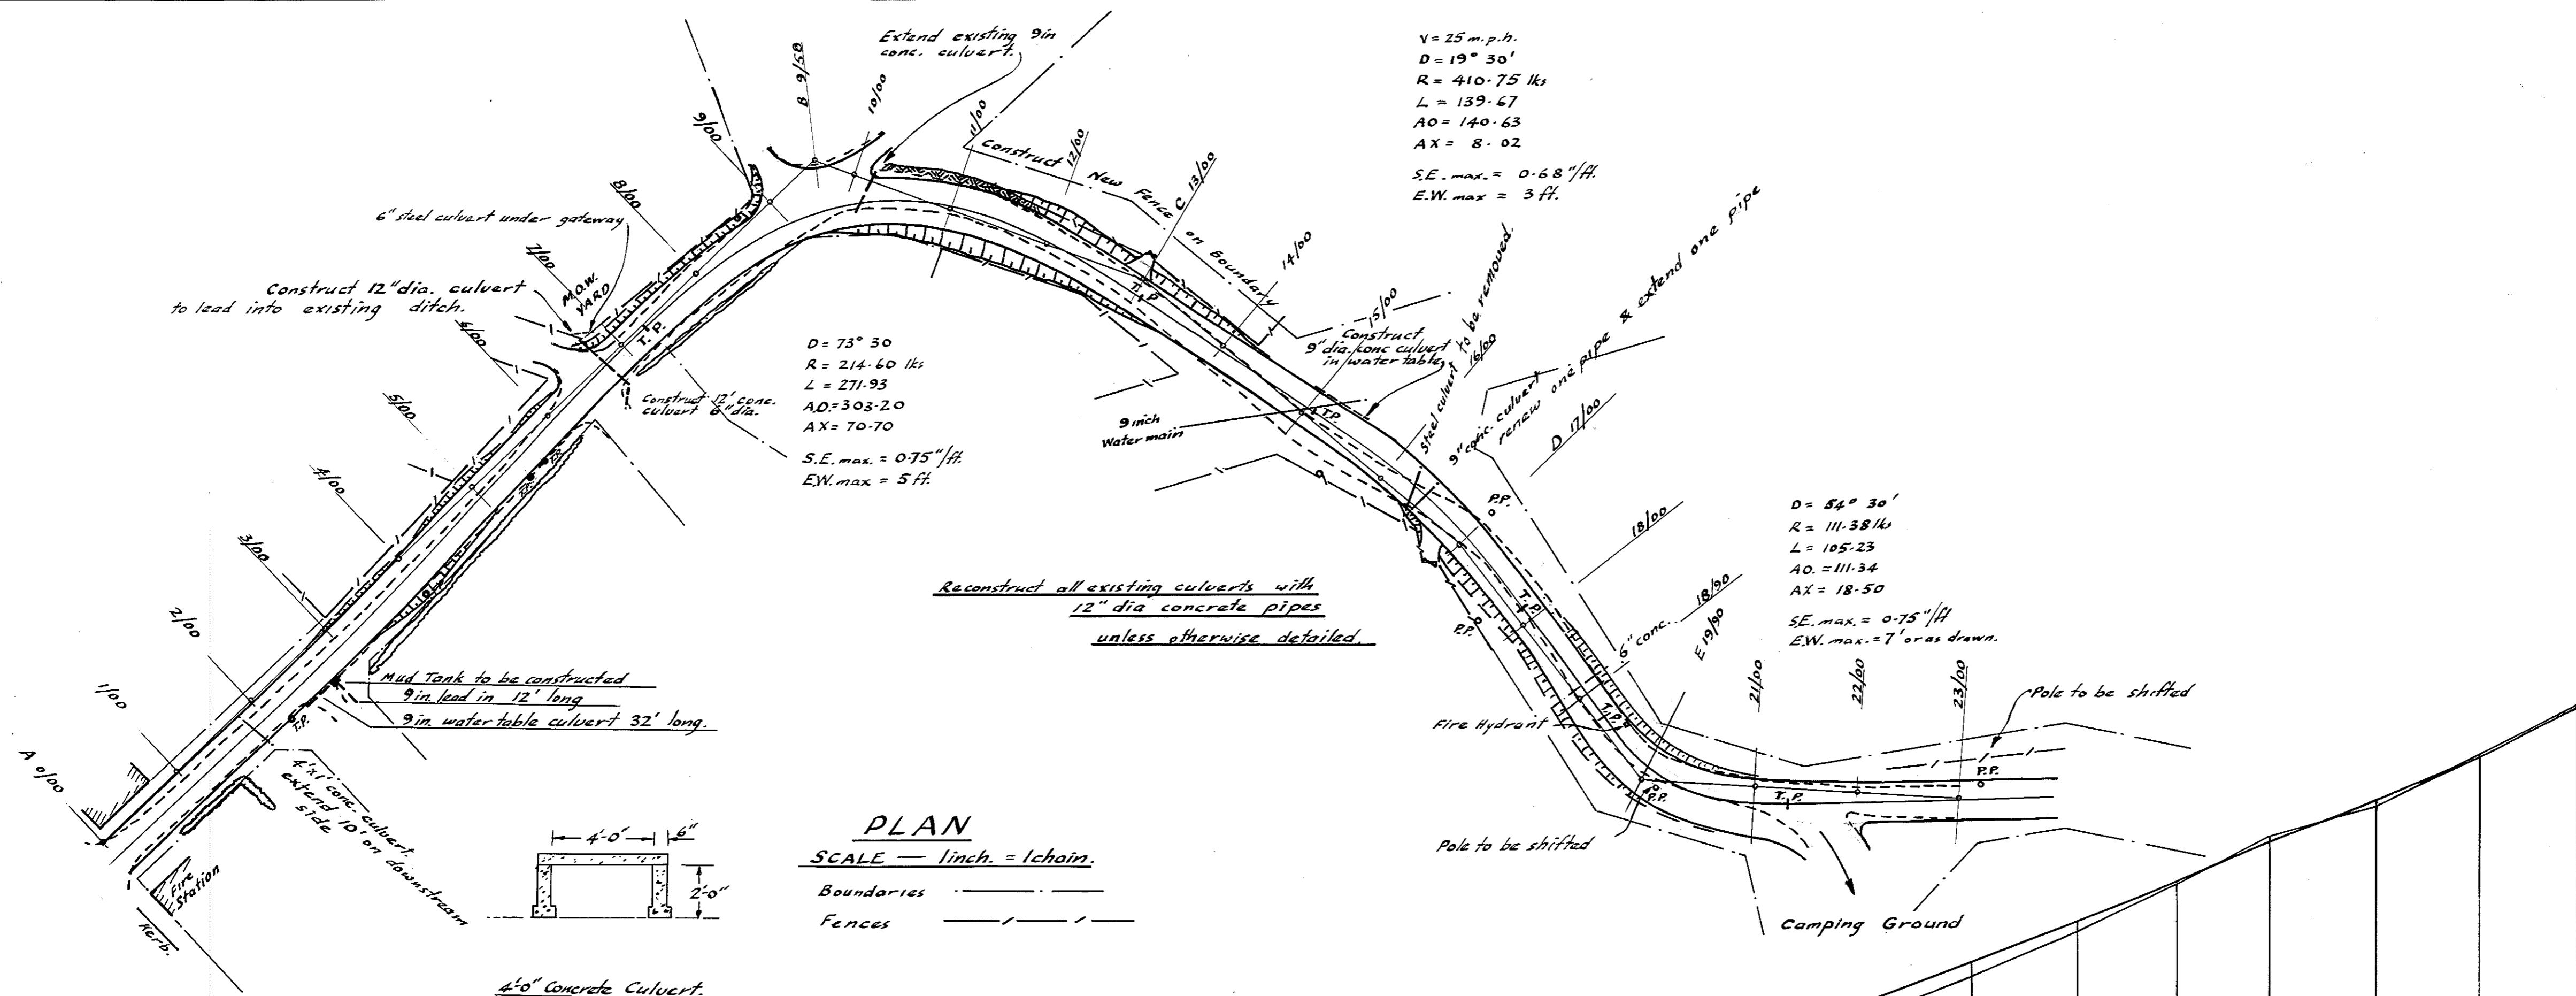 Extend existing 9in
conc. culvert.
V = 25 m.p.h.
D = 19° 30'
R = 410·75 lks
L = 139·67
AO = 140·63
AX = 8·02
S.E. max. = 0·68"/ft.
E.W. max = 3 ft.
A 0/00
1/00
2/00
3/00
4/00
5/00
6/00
7/00
8/00
9/00
B 9/50
10/00
11/00
12/00
C 13/00
14/00
15/00
16/00
D 17/00
18/00
18/90
E 19/90
21/00
22/00
23/00
Construct New Fence on Boundary
6" steel culvert under gateway
M.O.W.
YARD
Construct 12" dia. culvert
to lead into existing ditch.
T.P.
Construct 12' conc.
culvert 6" dia.
D = 73° 30
R = 214·60 lks
L = 271·93
A.O. = 303·20
AX = 70·70
S.E. max. = 0·75"/ft.
E.W. max = 5 ft.
T.P.
Construct
9" dia. conc culvert
in water table
Steel culvert to be removed.
9" conc. culvert
renew one pipe & extend one pipe
9 inch
Water main
T.P.
P.P.
D = 54° 30'
R = 111·38 lks
L = 105·23
AO. = 111·34
AX = 18·50
S.E. max. = 0·75"/ft
E.W. max. = 7' or as drawn.
Reconstruct all existing culverts with
12" dia concrete pipes
unless otherwise detailed.
T.P.
P.P.
6" conc.
Mud Tank to be constructed
9 in. lead in 12' long
9 in. water table culvert 32' long.
T.P.
Fire Hydrant
T.P.
Pole to be shifted
P.P.
P.P.
T.P.
4'x1' conc. culvert.
extend 10' on downstream
side
Fire
Station
Kerb.
4'-0"
6"
2'-0"
4'-0" Concrete Culvert.
PLAN
SCALE — 1inch. = 1chain.
Boundaries
Fences
Pole to be shifted
Camping Ground